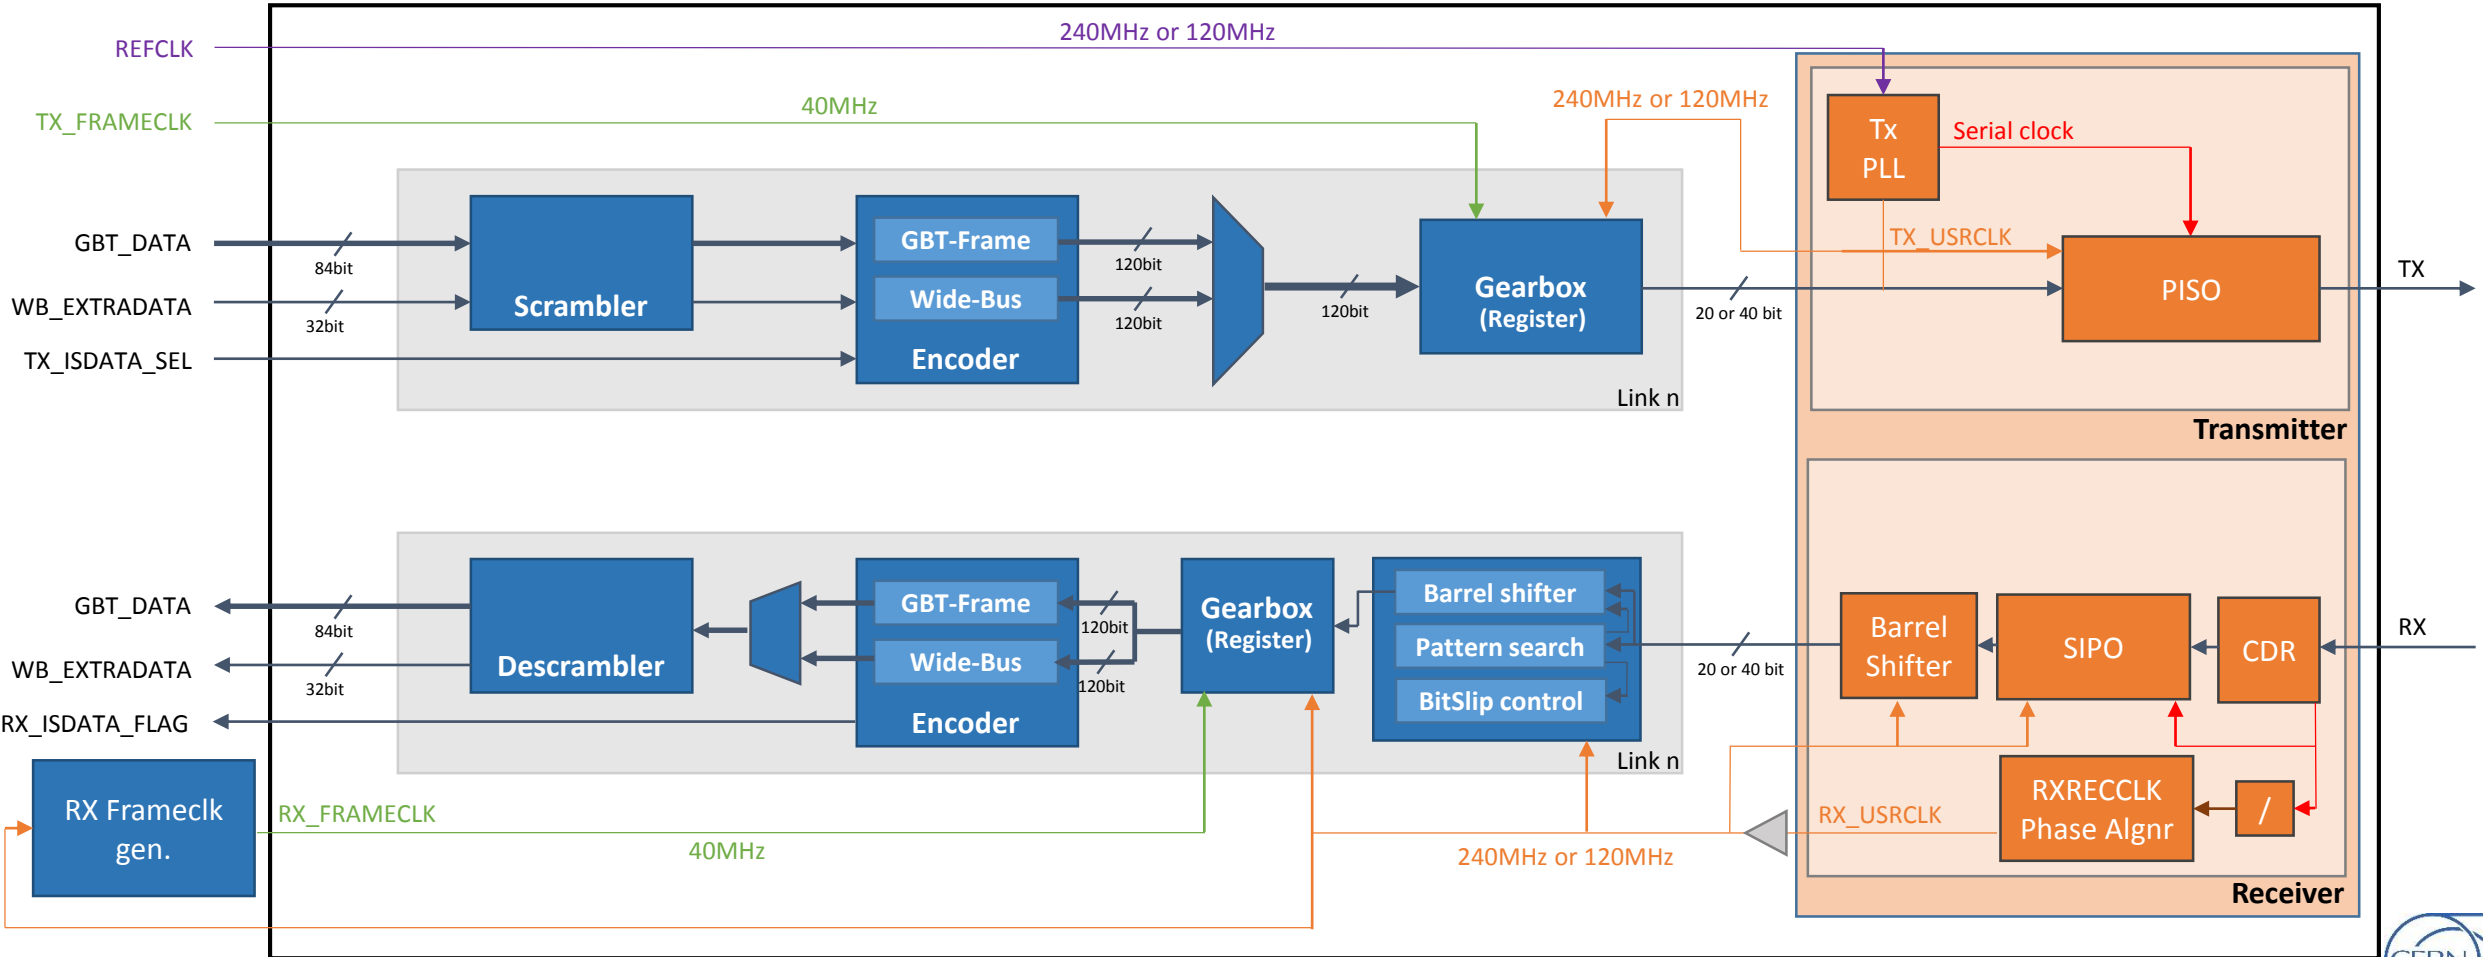 240MHz or 120MHz
REFCLK
TX_FRAMECLK
40MHz
240MHz or 120MHz
Tx
PLL
Serial clock
GBT_DATA
84bit
WB_EXTRADATA
32bit
TX_ISDATA_SEL
Scrambler
GBT-Frame
Wide-Bus
Encoder
120bit
120bit
120bit
Gearbox
(Register)
20 or 40 bit
TX_USRCLK
PISO
TX
Link n
Transmitter
GBT_DATA
84bit
WB_EXTRADATA
32bit
RX_ISDATA_FLAG
Descrambler
GBT-Frame
Wide-Bus
Encoder
120bit
120bit
Gearbox
(Register)
Barrel shifter
Pattern search
BitSlip control
20 or 40 bit
Barrel
Shifter
SIPO
CDR
RX
Link n
RX Frameclk
gen.
RX_FRAMECLK
40MHz
240MHz or 120MHz
RX_USRCLK
RXRECCLK
Phase Algnr
/
Receiver
CERN